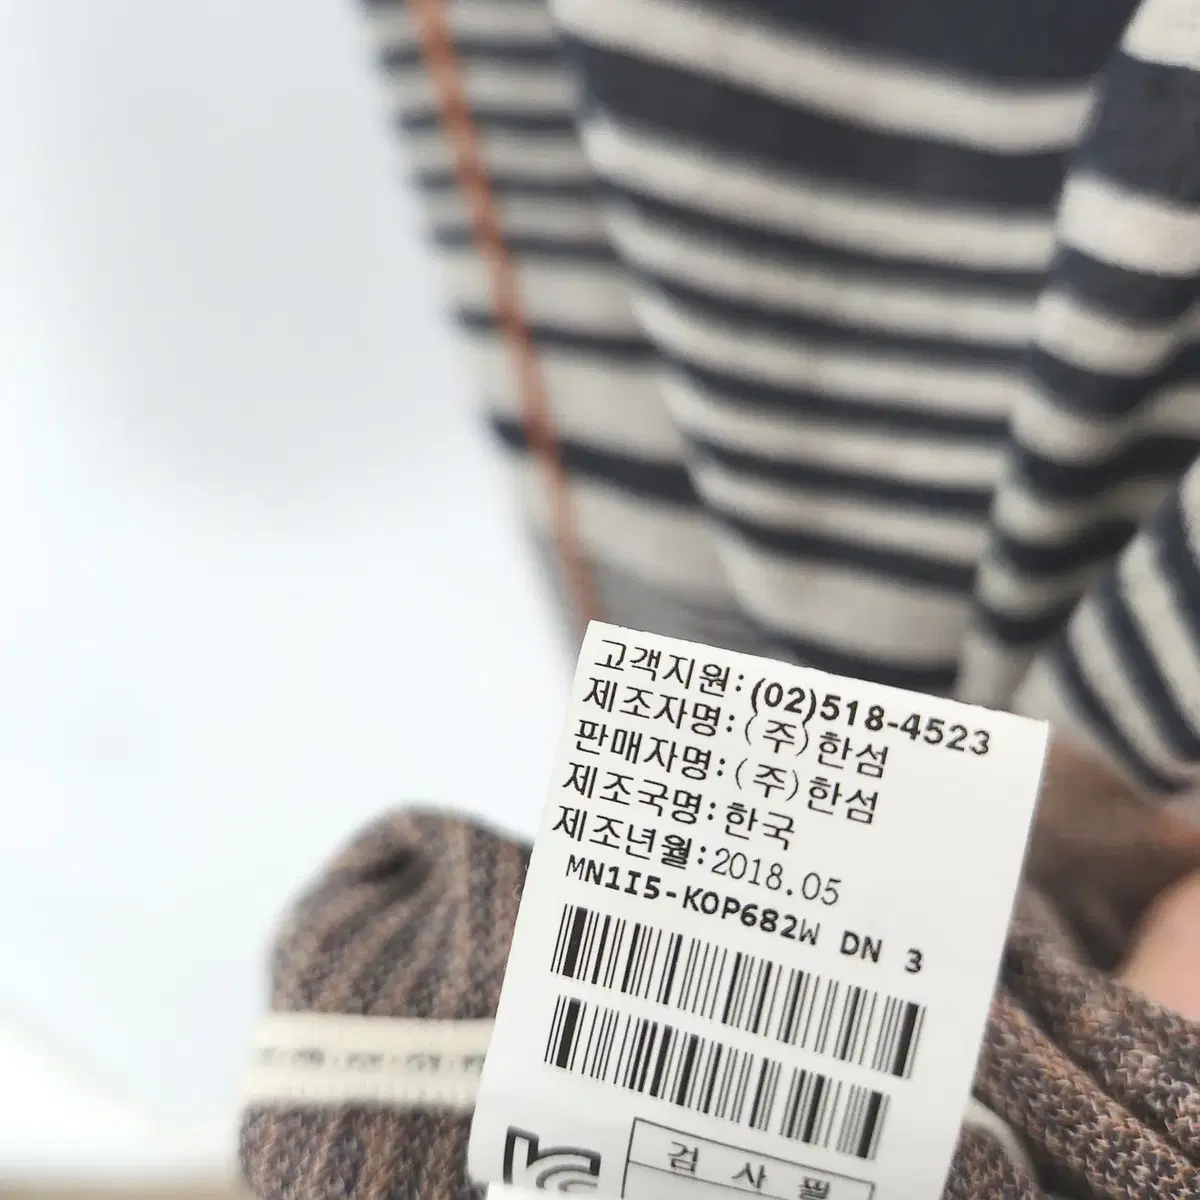 고객지원:(02)518-4523
제조자명:(주)한섬
판매자명:(주)한섬
제조국명:한국
제조년월:2018.05
MN1I5-KOP682W DN 3
검 사 필